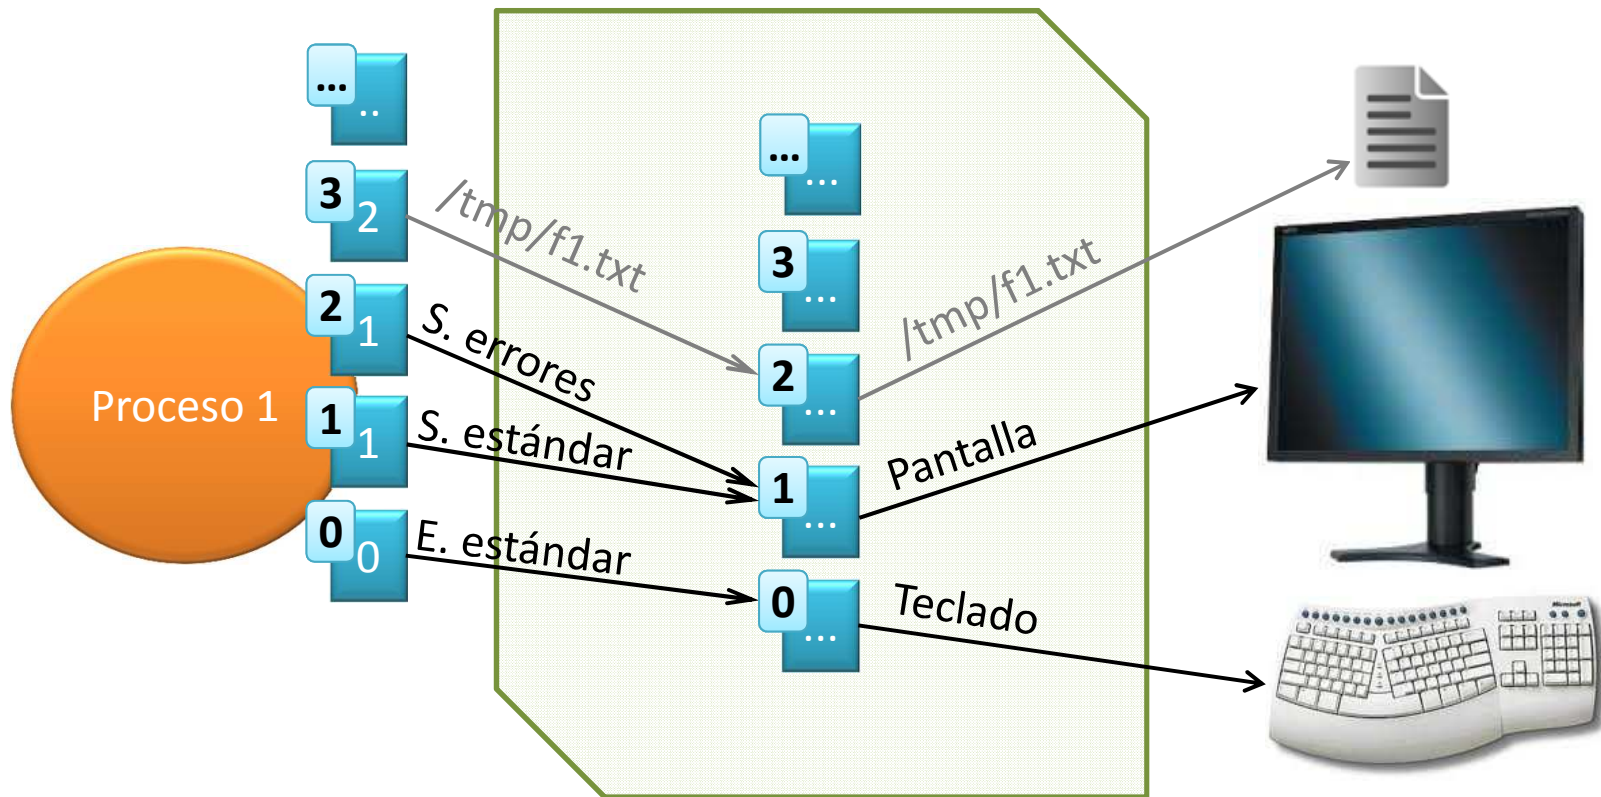 ...
..
3
2
/tmp/f1.txt
2
1
S. errores
Proceso 1
1
1
S. estándar
0
0
E. estándar
...
...
3
...
2
...
/tmp/f1.txt
1
...
Pantalla
0
...
Teclado
Microsoft